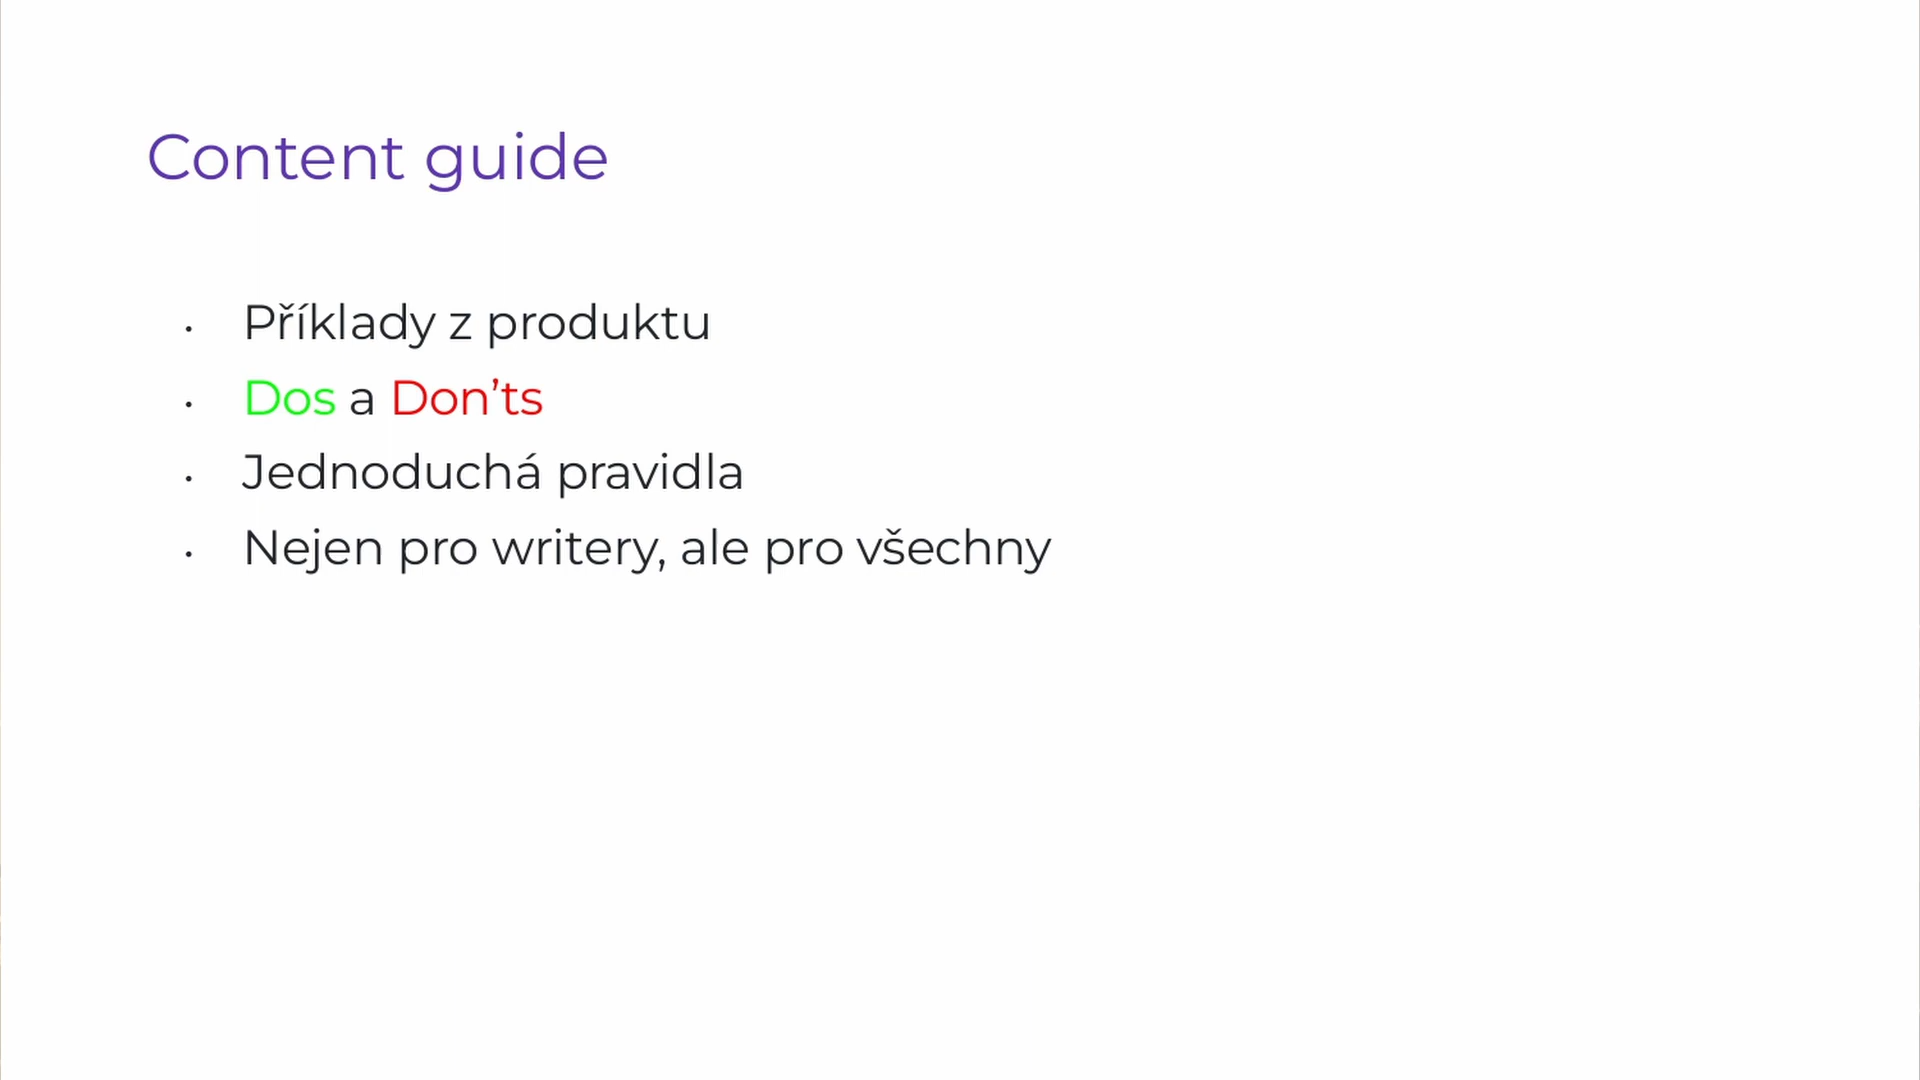 Content guide
• Příklady z produktu
• Dos a Don’ts
• Jednoduchá pravidla
• Nejen pro writery, ale pro všechny